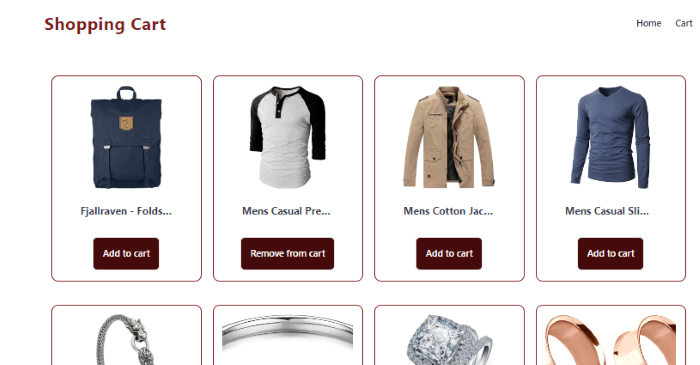 Shopping Cart
Home Cart
Fjallraven - Folds...
Mens Casual Pre...
Mens Cotton Jac...
Mens Casual Sli...
Add to cart
Remove from cart
Add to cart
Add to cart